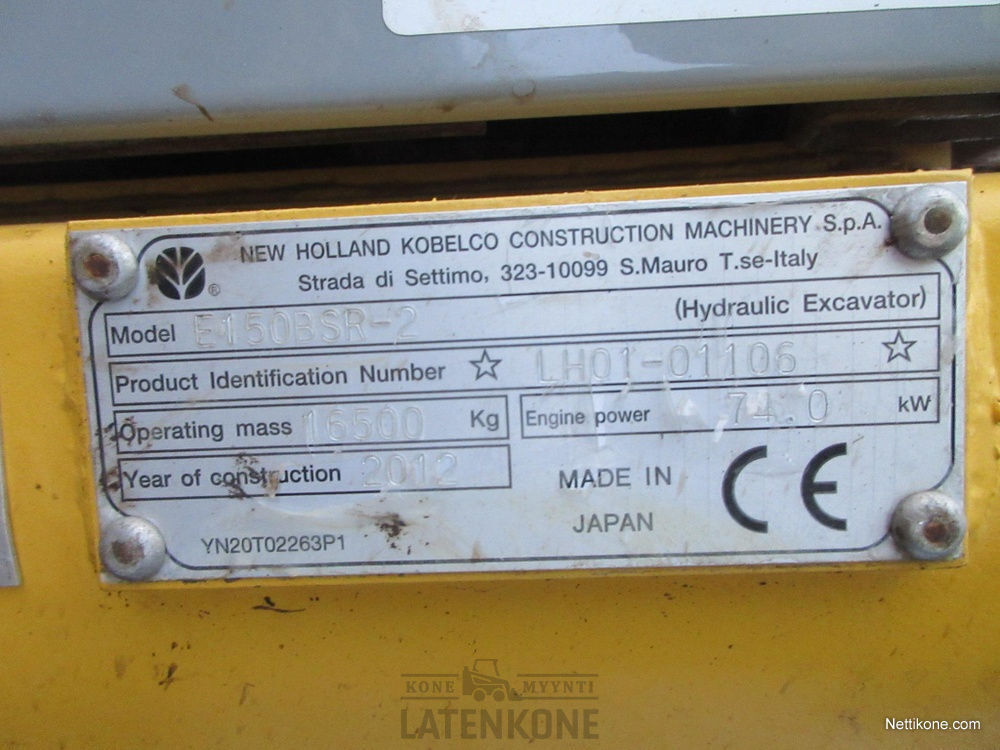 NEW HOLLAND KOBELCO CONSTRUCTION MACHINERY S.p.A.
Strada di Settimo, 323-10099 S.Mauro T.se-Italy
®
Model E150BSR-2 (Hydraulic Excavator)
Product Identification Number ☆ LH01-01106 ☆
Operating mass 16500 Kg
Engine power 74.0 kW
Year of construction 2012
MADE IN
JAPAN
CE
YN20T02263P1
KONE MYYNTI
LATENKONE
Nettikone.com